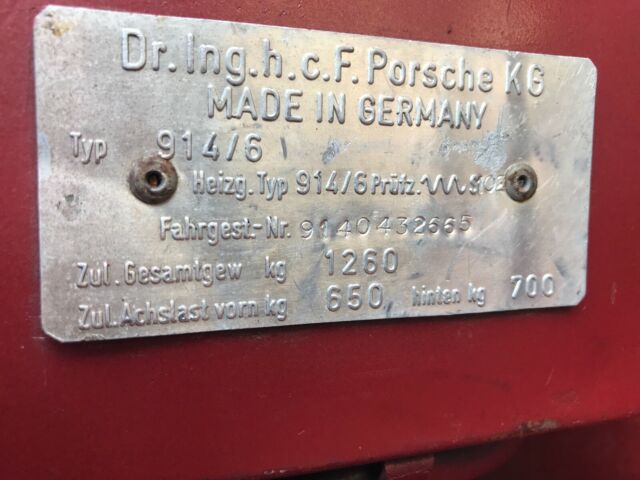 Dr. Ing. h. c. F. Porsche KG
MADE IN GERMANY
Typ 914/6
Heizg. Typ 914/6 Prüfz.
Fahrgest.-Nr. 9140432665
Zul. Gesamtgew kg 1260
Zul. Achslast vorn kg 650 hinten kg 700